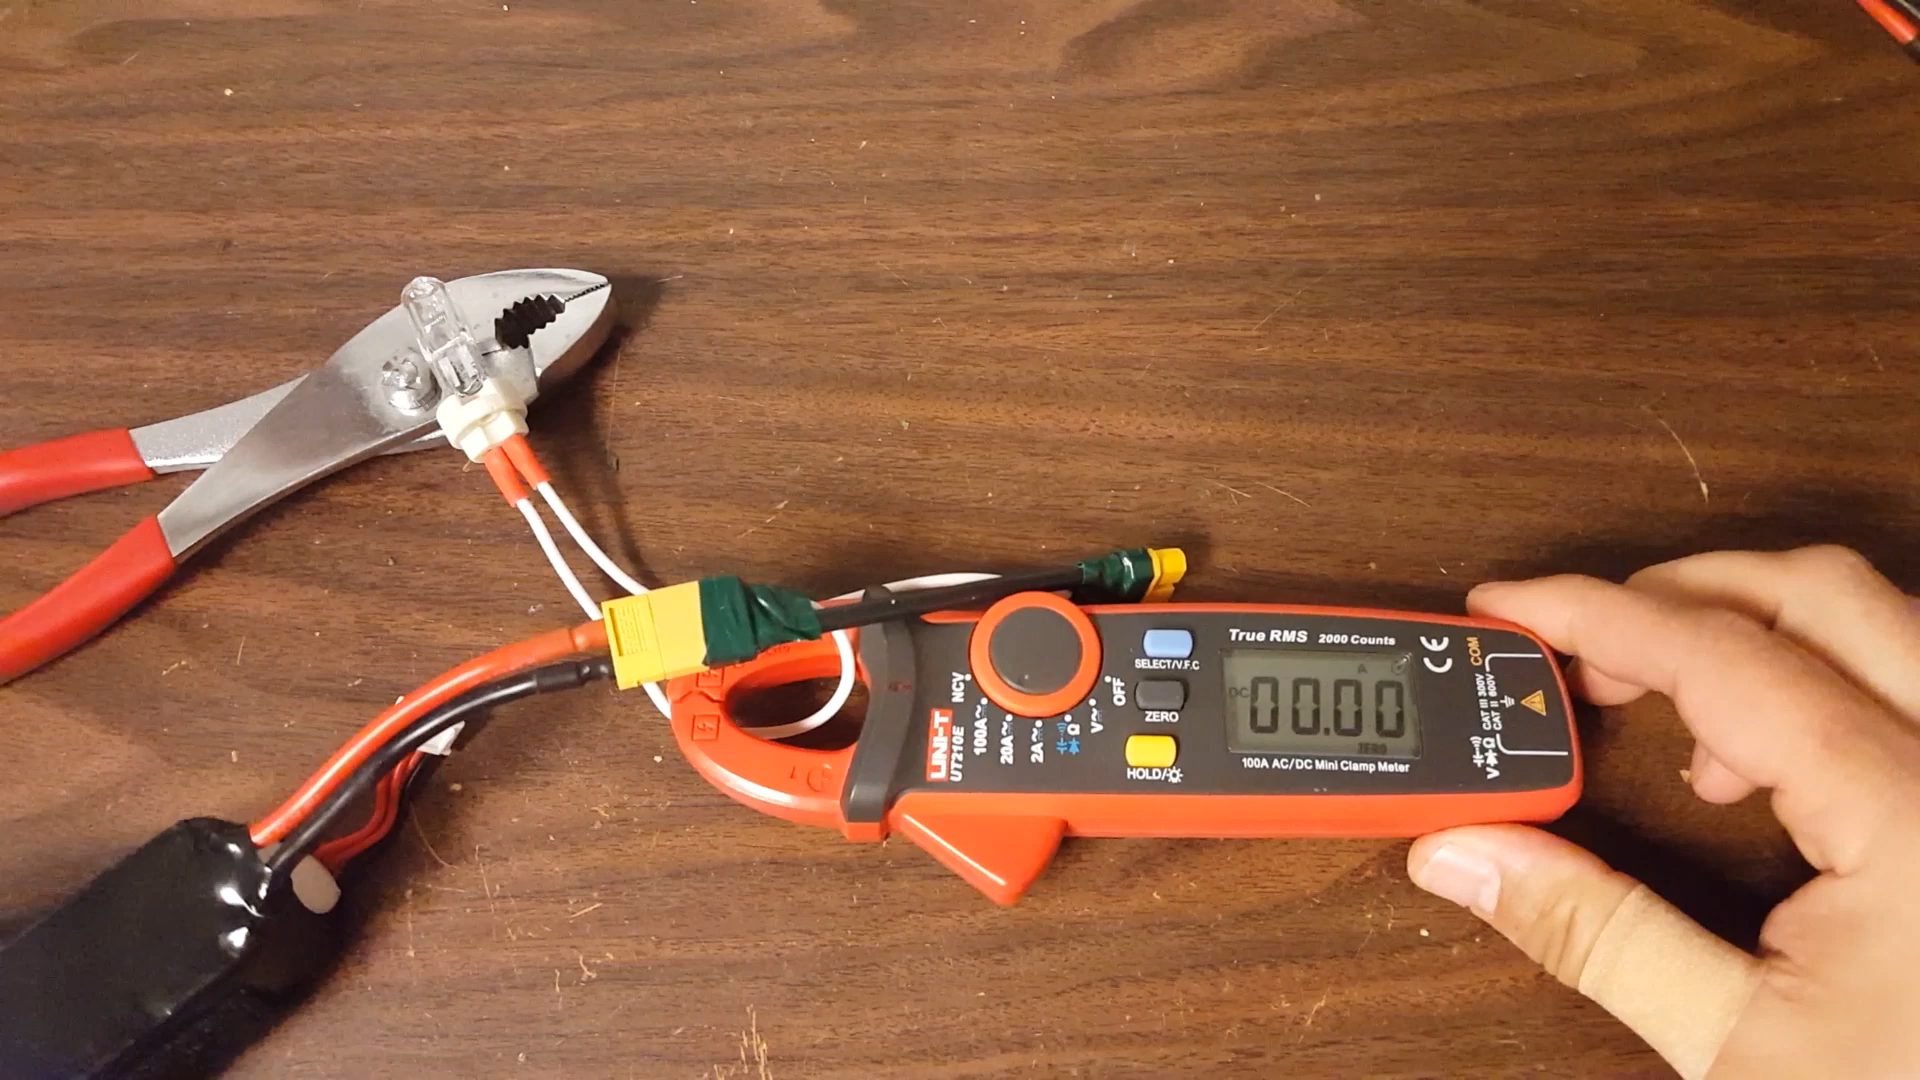 True RMS 2000 Counts
CE
COM
SELECT/V.F.C
OFF
NCV
ZERO
UNI-T
UT210E
100A≂
20A≂
2A≂
Ω
V≂
DC 00.00 A
ZERO
HOLD/
100A AC/DC Mini Clamp Meter
CAT III 300V
CAT II 600V
VΩ